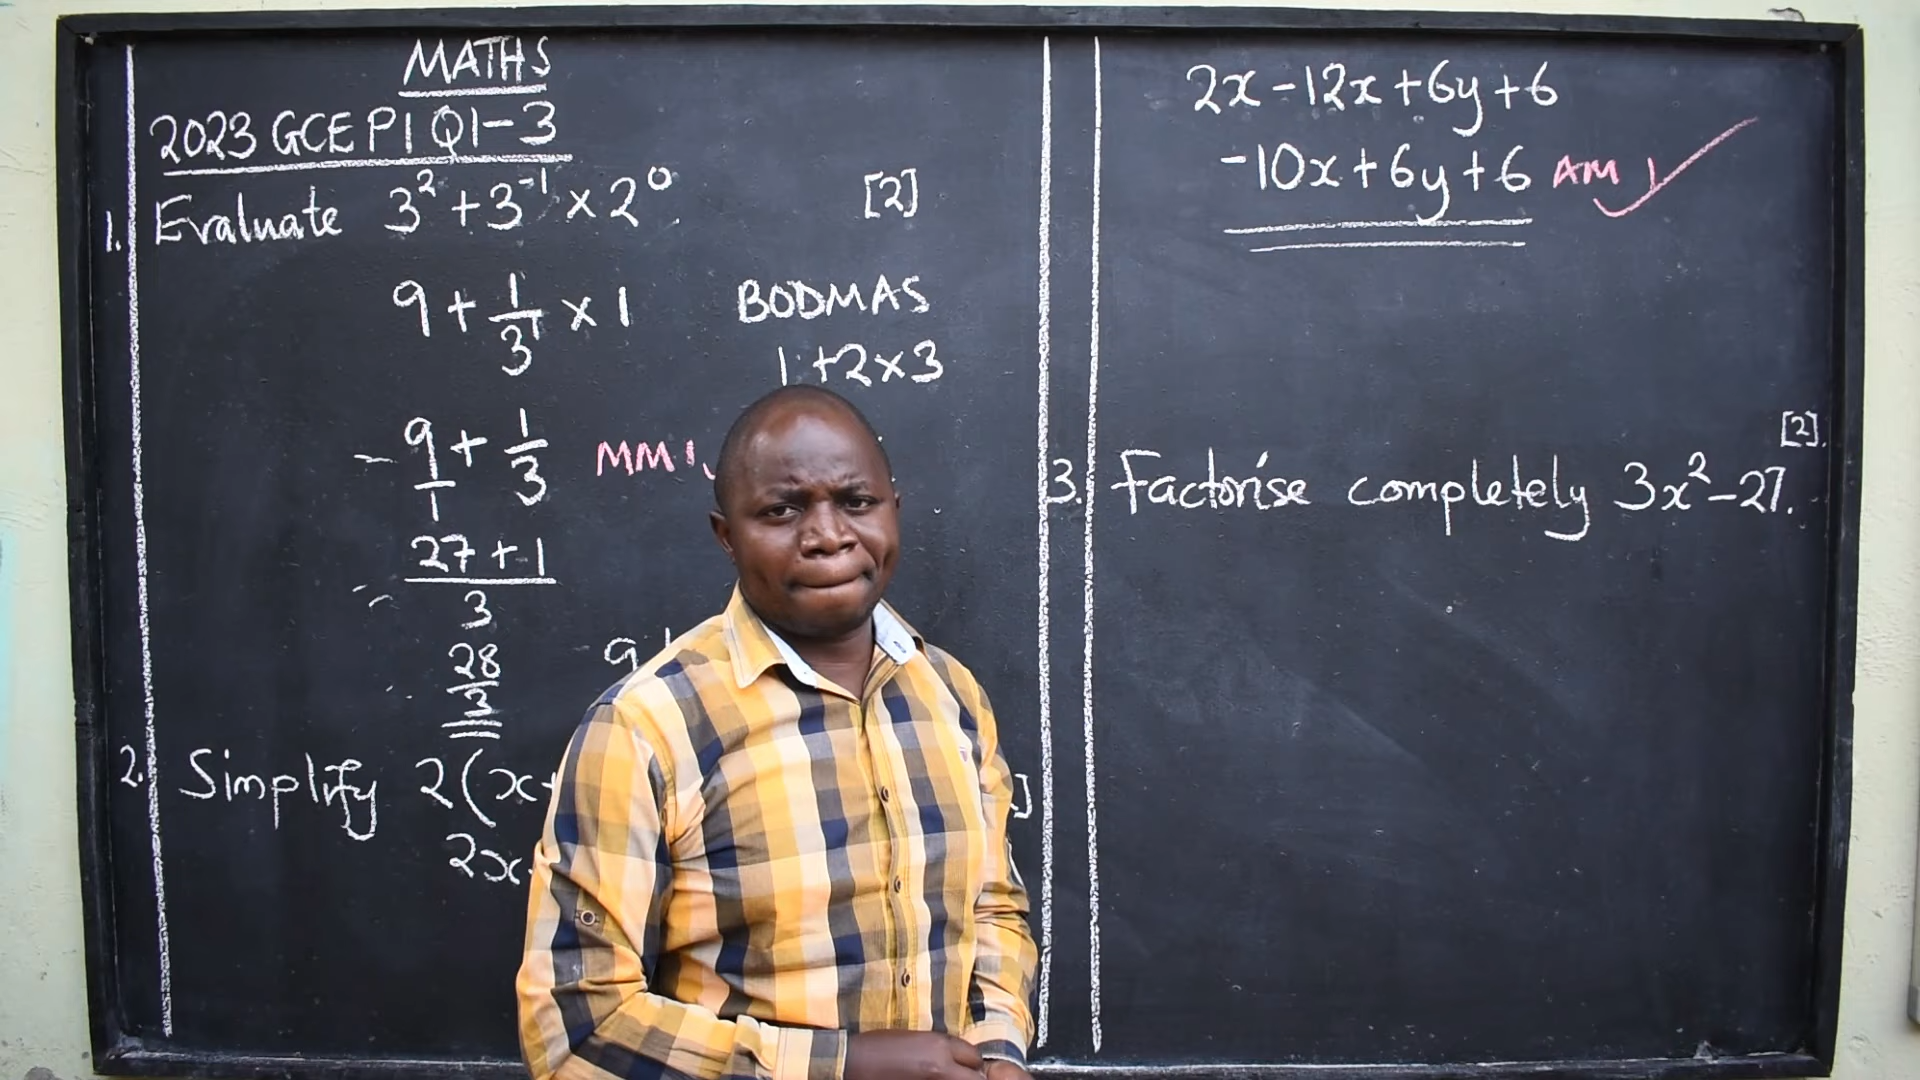 MATHS
2023 GCE P1 Q1-3
1. Evaluate 3² + 3⁻¹ × 2⁰ [2]
9 + 1/3¹ × 1
BODMAS
1 + 2 × 3
9/1 + 1/3 MM1
27 + 1
3
28/3
9
2. Simplify 2(x+
2x
2x - 12x + 6y + 6
-10x + 6y + 6 AM1
[2].
3. Factorise completely 3x² - 27.